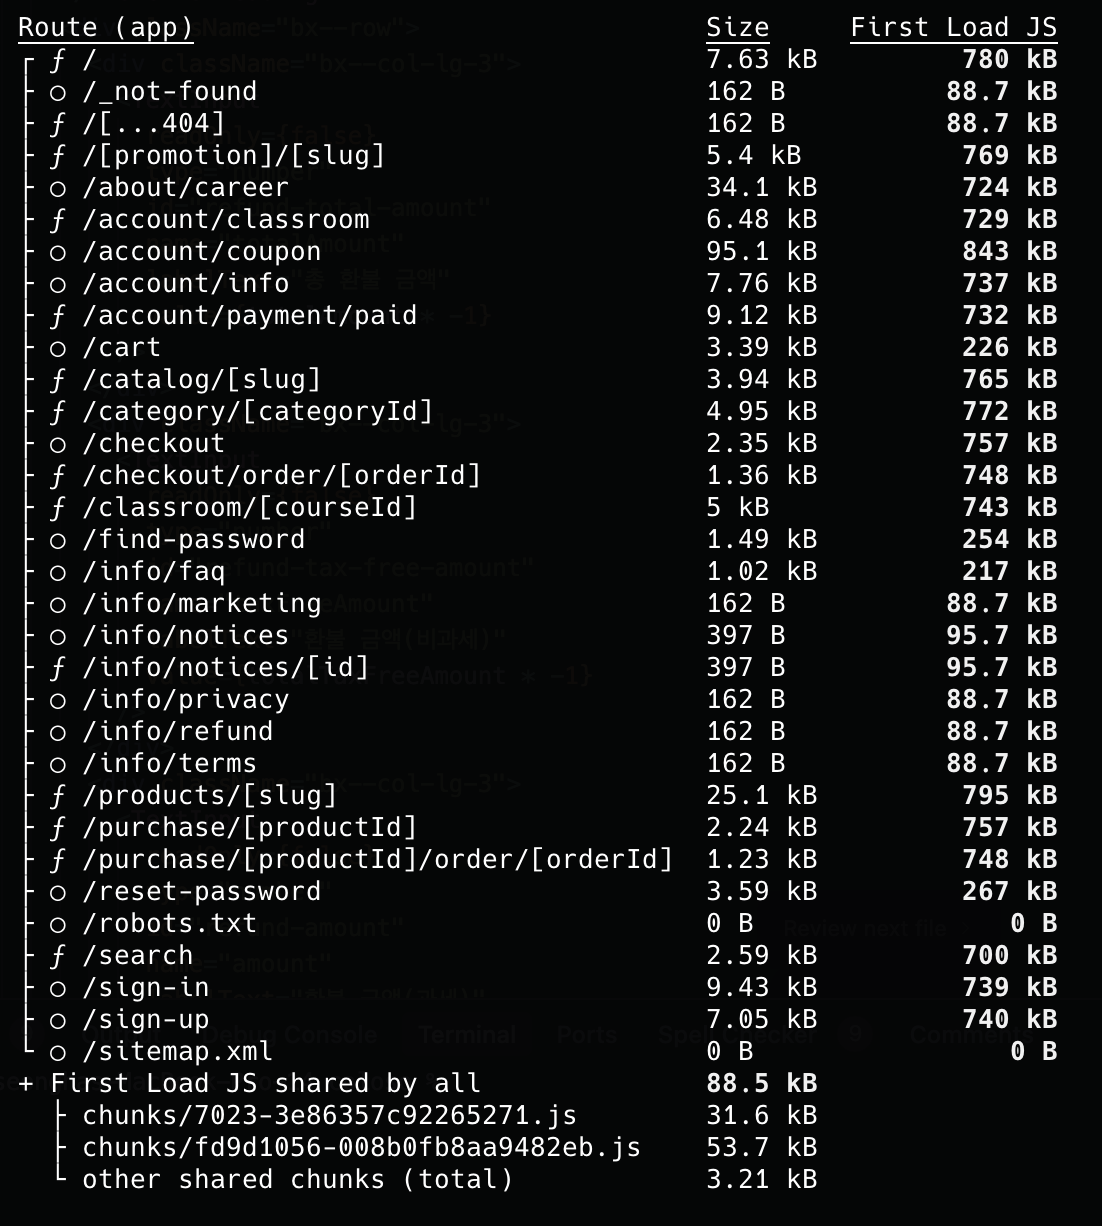 Route (app) Size First Load JS
┌ ƒ / 7.63 kB 780 kB
├ ○ /_not-found 162 B 88.7 kB
├ ƒ /[...404] 162 B 88.7 kB
├ ƒ /[promotion]/[slug] 5.4 kB 769 kB
├ ○ /about/career 34.1 kB 724 kB
├ ƒ /account/classroom 6.48 kB 729 kB
├ ○ /account/coupon 95.1 kB 843 kB
├ ○ /account/info 7.76 kB 737 kB
├ ƒ /account/payment/paid 9.12 kB 732 kB
├ ○ /cart 3.39 kB 226 kB
├ ƒ /catalog/[slug] 3.94 kB 765 kB
├ ƒ /category/[categoryId] 4.95 kB 772 kB
├ ○ /checkout 2.35 kB 757 kB
├ ƒ /checkout/order/[orderId] 1.36 kB 748 kB
├ ƒ /classroom/[courseId] 5 kB 743 kB
├ ○ /find-password 1.49 kB 254 kB
├ ○ /info/faq 1.02 kB 217 kB
├ ○ /info/marketing 162 B 88.7 kB
├ ○ /info/notices 397 B 95.7 kB
├ ƒ /info/notices/[id] 397 B 95.7 kB
├ ○ /info/privacy 162 B 88.7 kB
├ ○ /info/refund 162 B 88.7 kB
├ ○ /info/terms 162 B 88.7 kB
├ ƒ /products/[slug] 25.1 kB 795 kB
├ ƒ /purchase/[productId] 2.24 kB 757 kB
├ ƒ /purchase/[productId]/order/[orderId] 1.23 kB 748 kB
├ ○ /reset-password 3.59 kB 267 kB
├ ○ /robots.txt 0 B 0 B
├ ƒ /search 2.59 kB 700 kB
├ ○ /sign-in 9.43 kB 739 kB
├ ○ /sign-up 7.05 kB 740 kB
└ ○ /sitemap.xml 0 B 0 B
+ First Load JS shared by all 88.5 kB
├ chunks/7023-3e86357c92265271.js 31.6 kB
├ chunks/fd9d1056-008b0fb8aa9482eb.js 53.7 kB
└ other shared chunks (total) 3.21 kB